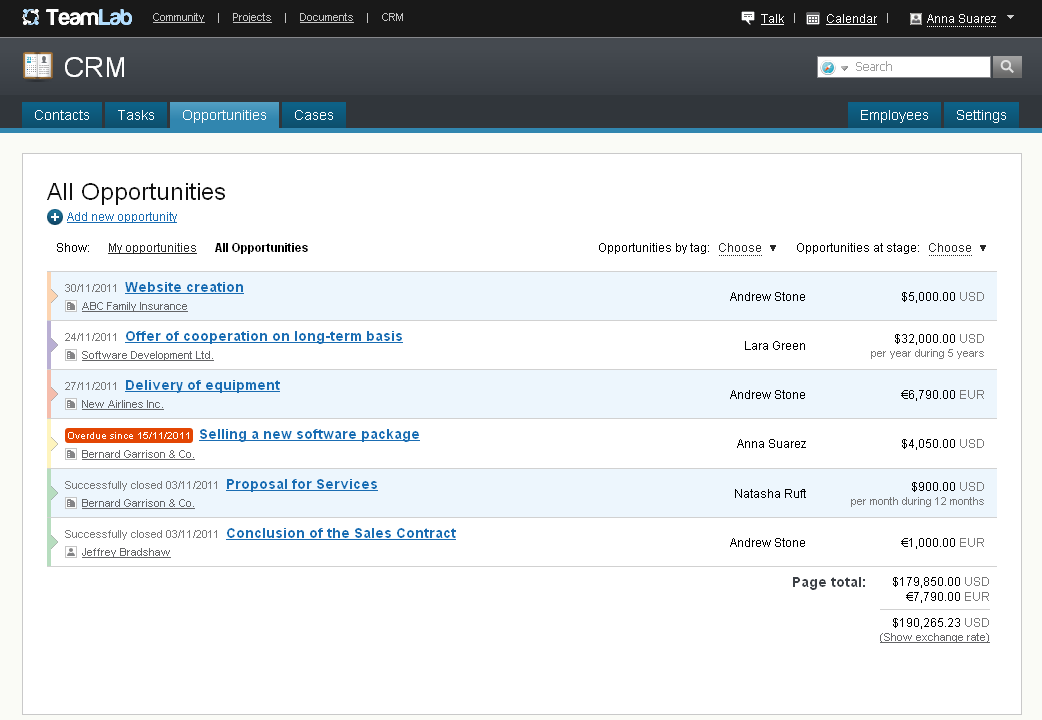 TeamLab Community | Projects | Documents | CRM Talk | Calendar | Anna Suarez
CRM Search
Contacts Tasks Opportunities Cases Employees Settings
All Opportunities
Add new opportunity
Show: My opportunities All Opportunities Opportunities by tag: Choose ▼ Opportunities at stage: Choose ▼
30/11/2011 Website creation
ABC Family Insurance
Andrew Stone $5,000.00 USD
24/11/2011 Offer of cooperation on long-term basis
Software Development Ltd.
Lara Green $32,000.00 USD
per year during 5 years
27/11/2011 Delivery of equipment
New Airlines Inc.
Andrew Stone €6,790.00 EUR
Overdue since 15/11/2011 Selling a new software package
Bernard Garrison & Co.
Anna Suarez $4,050.00 USD
Successfully closed 03/11/2011 Proposal for Services
Bernard Garrison & Co.
Natasha Ruft $900.00 USD
per month during 12 months
Successfully closed 03/11/2011 Conclusion of the Sales Contract
Jeffrey Bradshaw
Andrew Stone €1,000.00 EUR
Page total: $179,850.00 USD
€7,790.00 EUR
$190,265.23 USD
(Show exchange rate)